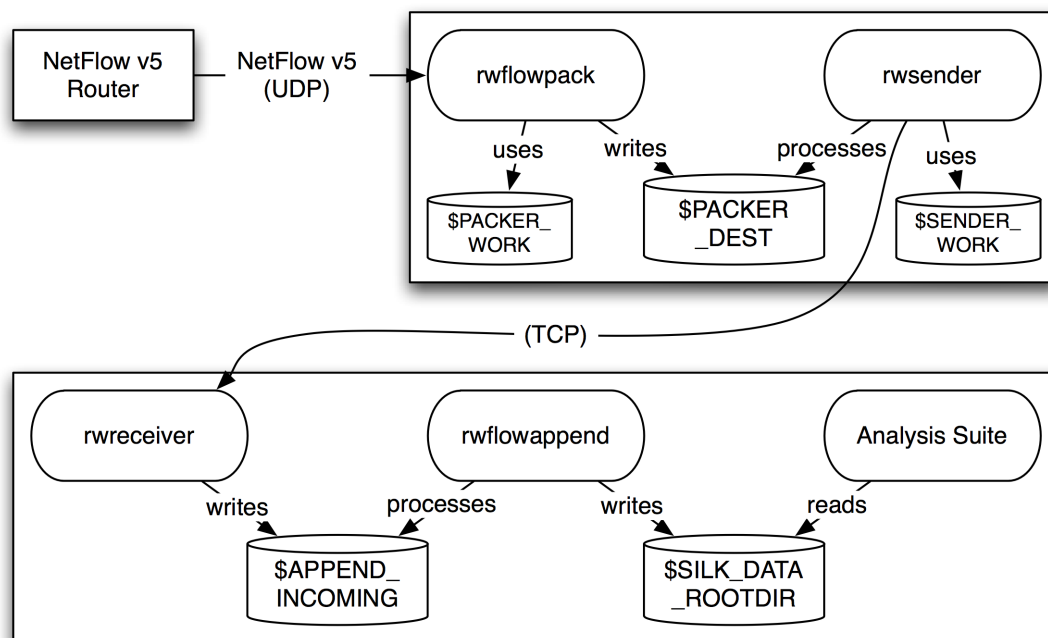 NetFlow v5
Router
NetFlow v5
(UDP)
rwflowpack
rwsender
uses
writes
processes
uses
$PACKER_
WORK
$PACKER
_DEST
$SENDER_
WORK
(TCP)
rwreceiver
rwflowappend
Analysis Suite
writes
processes
writes
reads
$APPEND_
INCOMING
$SILK_DATA
_ROOTDIR